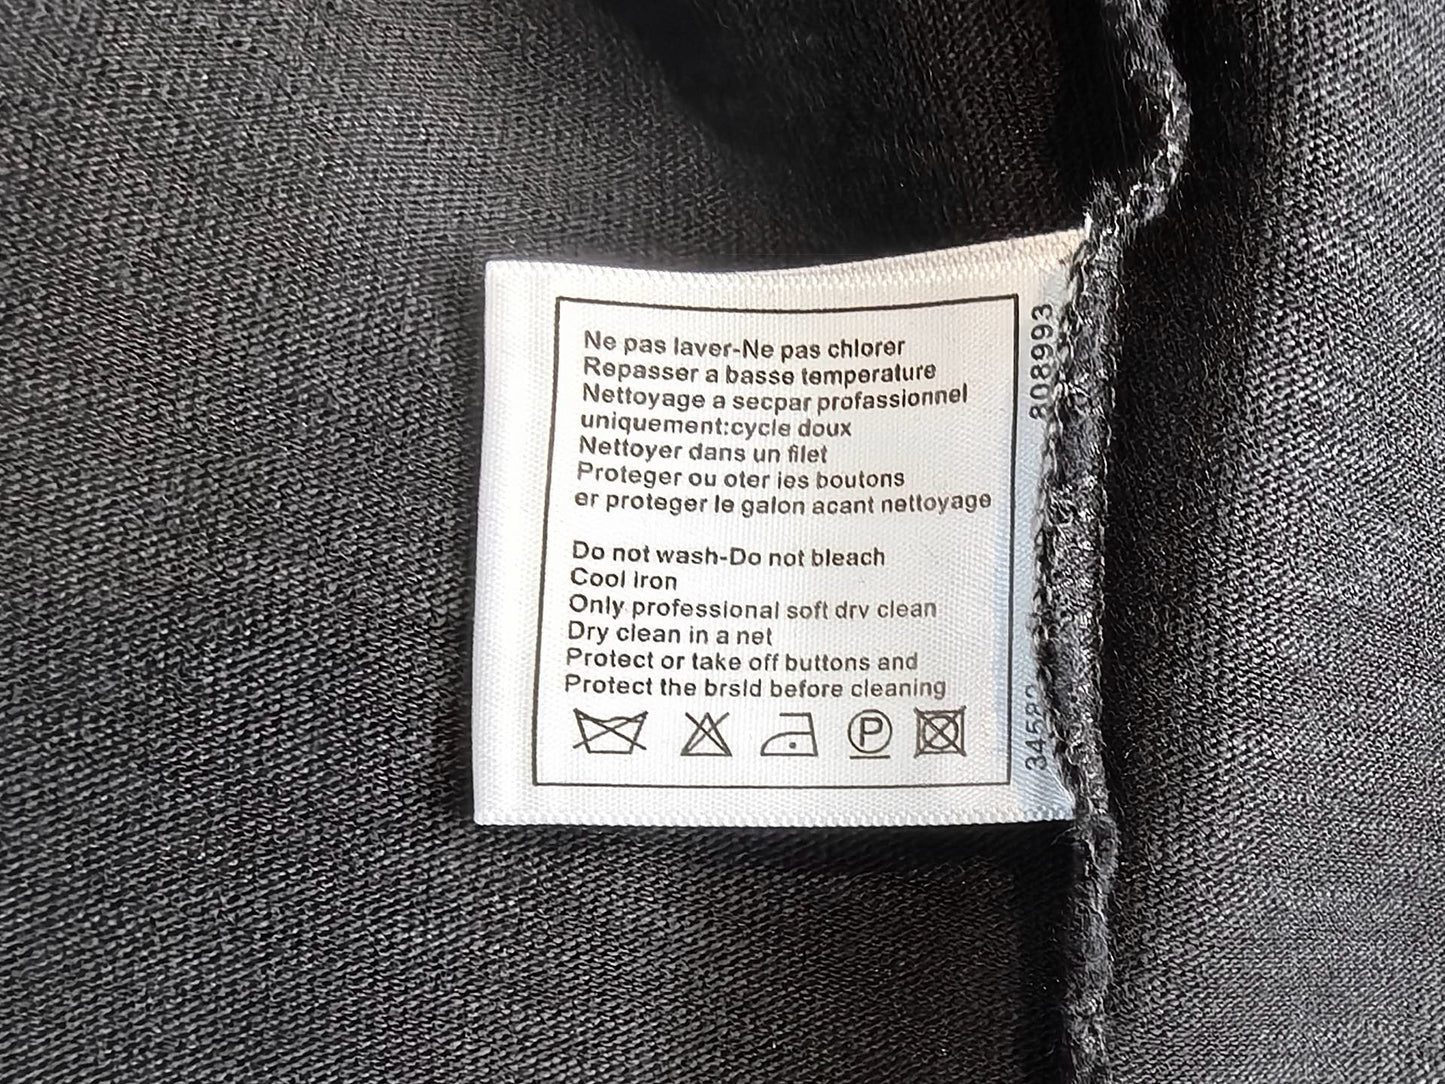 Ne pas laver-Ne pas chlorer
Repasser a basse temperature
Nettoyage a secpar profassionnel
uniquement:cycle doux
Nettoyer dans un filet
Proteger ou oter ies boutons
er proteger le galon acant nettoyage
Do not wash-Do not bleach
Cool Iron
Only professional soft drv clean
Dry clean in a net
Protect or take off buttons and
Protect the brsld before cleaning
P
808993